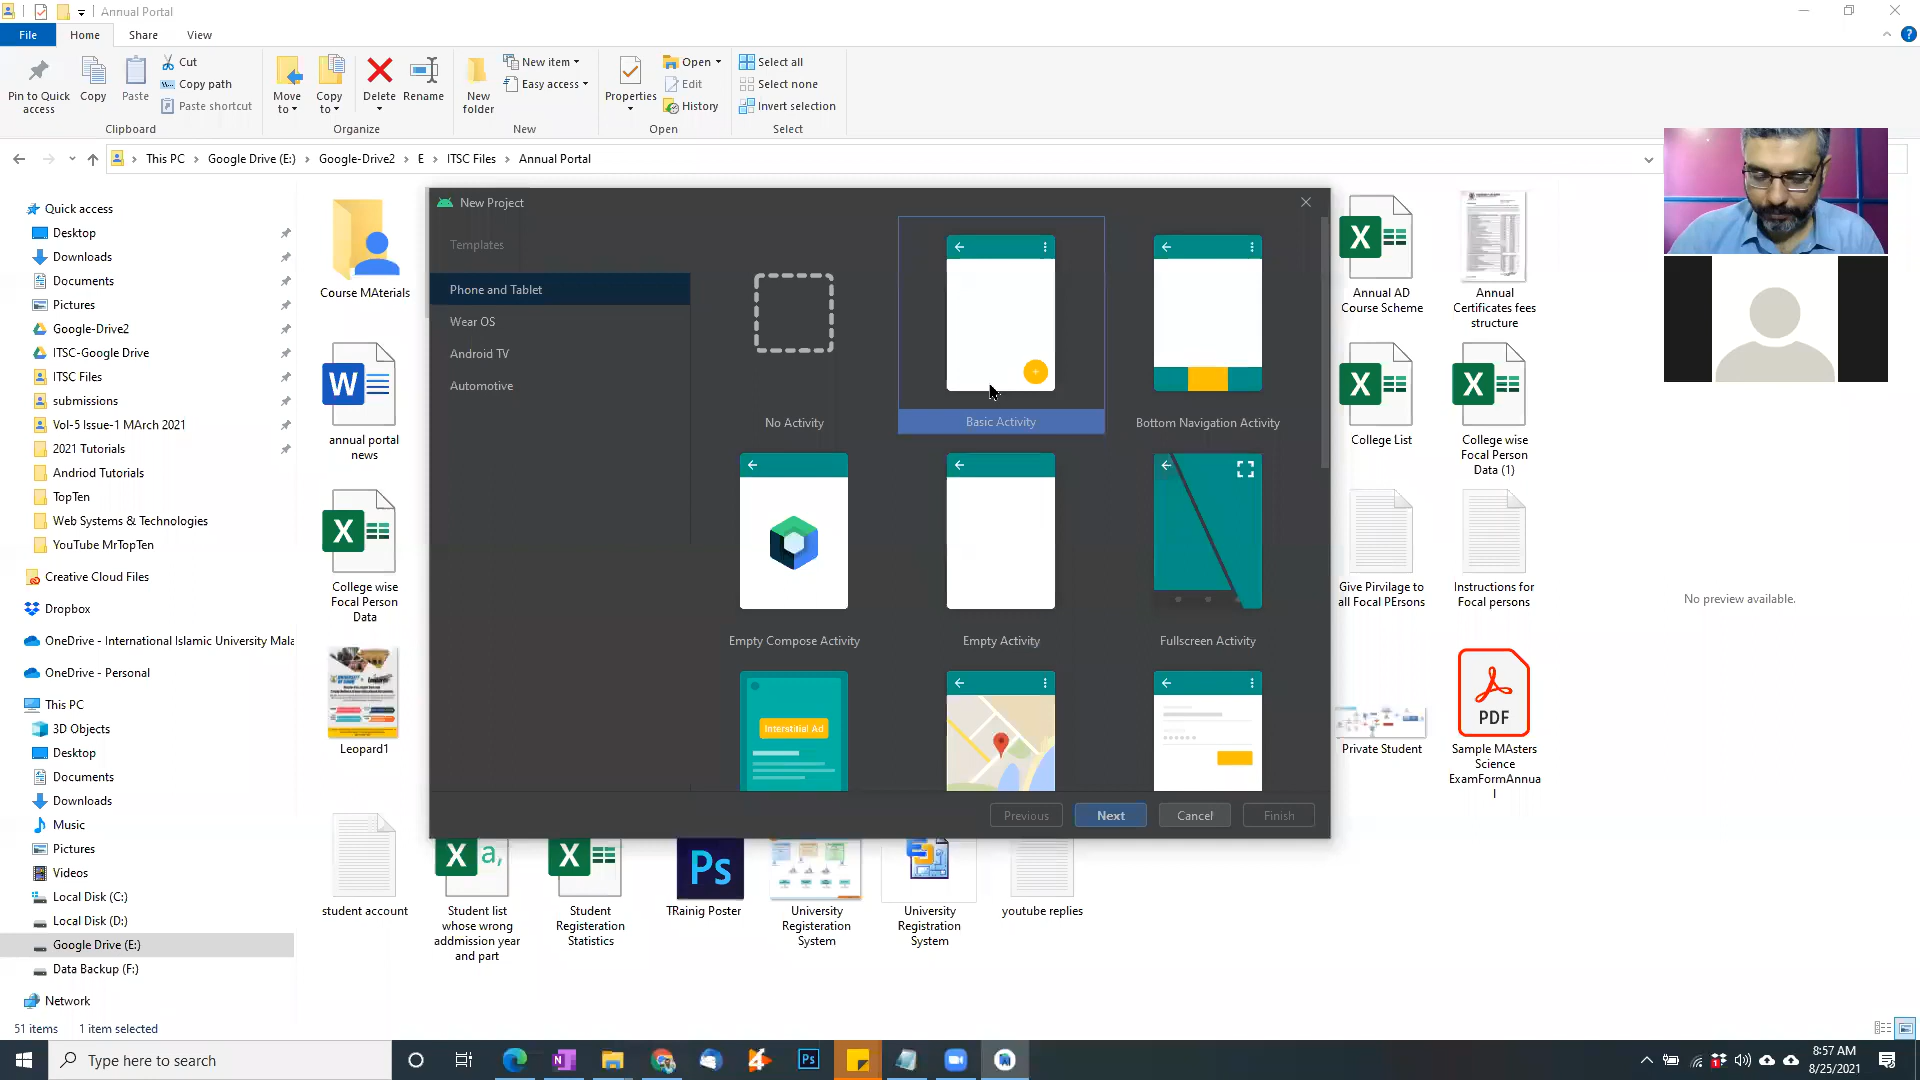 Annual Portal
File
Home
Share
View
Pin to Quick
access
Copy
Paste
Cut
Copy path
Paste shortcut
Clipboard
Move
to
Copy
to
Delete
Rename
Organize
New
folder
New item
Easy access
New
Properties
Open
Edit
History
Open
Select all
Select none
Invert selection
Select
This PC
Google Drive (E:)
Google-Drive2
E
ITSC Files
Annual Portal
Quick access
Desktop
Downloads
Documents
Pictures
Google-Drive2
ITSC-Google Drive
ITSC Files
submissions
Vol-5 Issue-1 MArch 2021
2021 Tutorials
Andriod Tutorials
TopTen
Web Systems & Technologies
YouTube MrTopTen
Creative Cloud Files
Dropbox
OneDrive - International Islamic University Mala
OneDrive - Personal
This PC
3D Objects
Desktop
Documents
Downloads
Music
Pictures
Videos
Local Disk (C:)
Local Disk (D:)
Google Drive (E:)
Data Backup (F:)
Network
51 items
1 item selected
Course MAterials
annual portal
news
College wise
Focal Person
Data
Leopard1
student account
Student list
whose wrong
addmission year
and part
Student
Registeration
Statistics
TRainig Poster
University
Registeration
System
University
Registration
System
youtube replies
Annual AD
Course Scheme
Annual
Certificates fees
structure
College List
College wise
Focal Person
Data (1)
Give Pirvilage to
all Focal PErsons
Instructions for
Focal persons
Private Student
PDF
Sample MAsters
Science
ExamFormAnnua
l
No preview available.
New Project
Templates
Phone and Tablet
Wear OS
Android TV
Automotive
No Activity
Basic Activity
Bottom Navigation Activity
Empty Compose Activity
Empty Activity
Fullscreen Activity
Interstitial Ad
Previous
Next
Cancel
Finish
Type here to search
8:57 AM
8/25/2021